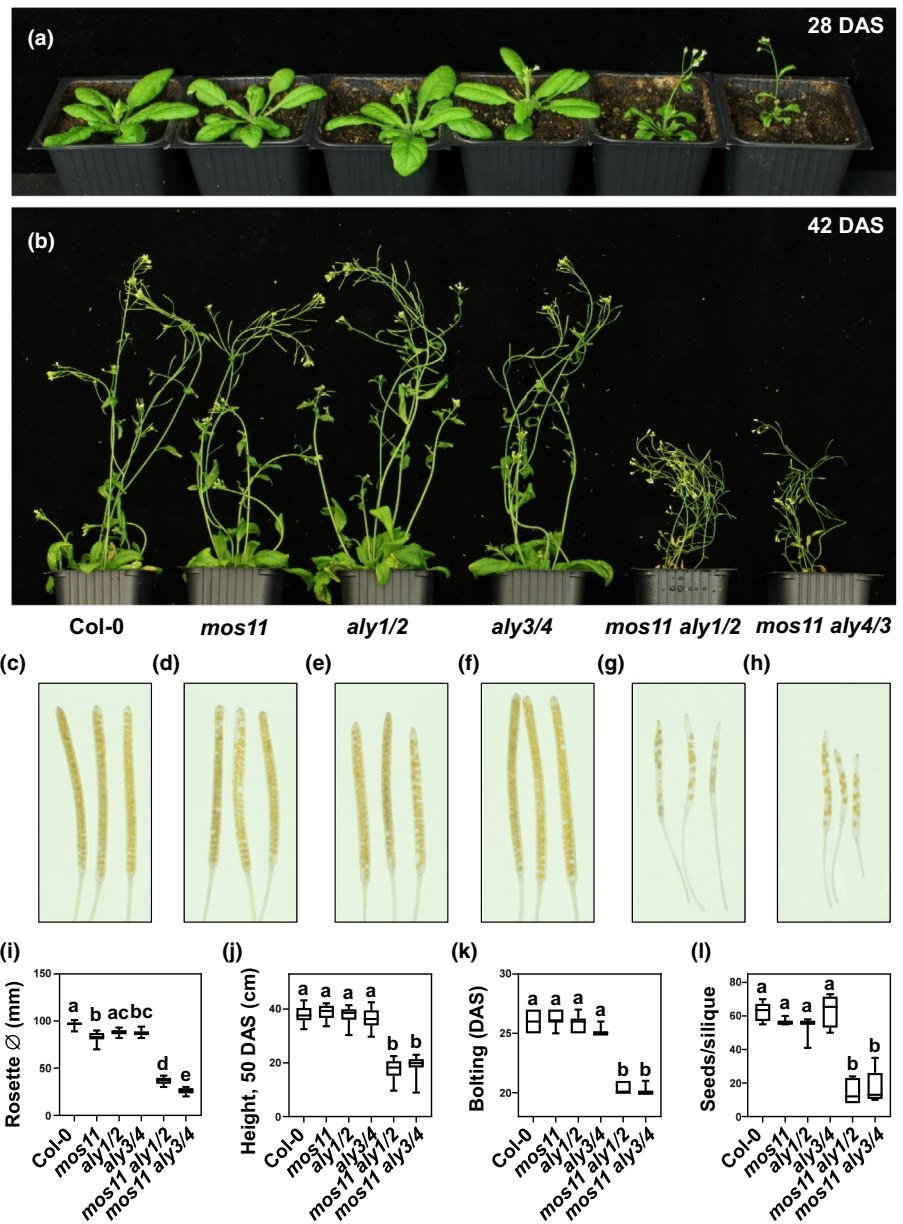 (a)
28 DAS
(b)
42 DAS
Col-0 mos11 aly1/2 aly3/4 mos11 aly1/2 mos11 aly4/3
(c) (d) (e) (f) (g) (h)
(i)
Rosette ∅ (mm)
150
100
50
0
a
b
ac
bc
d
e
Col-0
mos11
aly1/2
aly3/4
mos11 aly1/2
mos11 aly3/4
(j)
Height, 50 DAS (cm)
40
20
0
a
a
a
a
b
b
Col-0
mos11
aly1/2
aly3/4
mos11 aly1/2
mos11 aly3/4
(k)
Bolting (DAS)
30
25
20
a
a
a
a
b
b
Col-0
mos11
aly1/2
aly3/4
mos11 aly1/2
mos11 aly3/4
(l)
Seeds/silique
80
60
40
20
0
a
a
a
a
b
b
Col-0
mos11
aly1/2
aly3/4
mos11 aly1/2
mos11 aly3/4